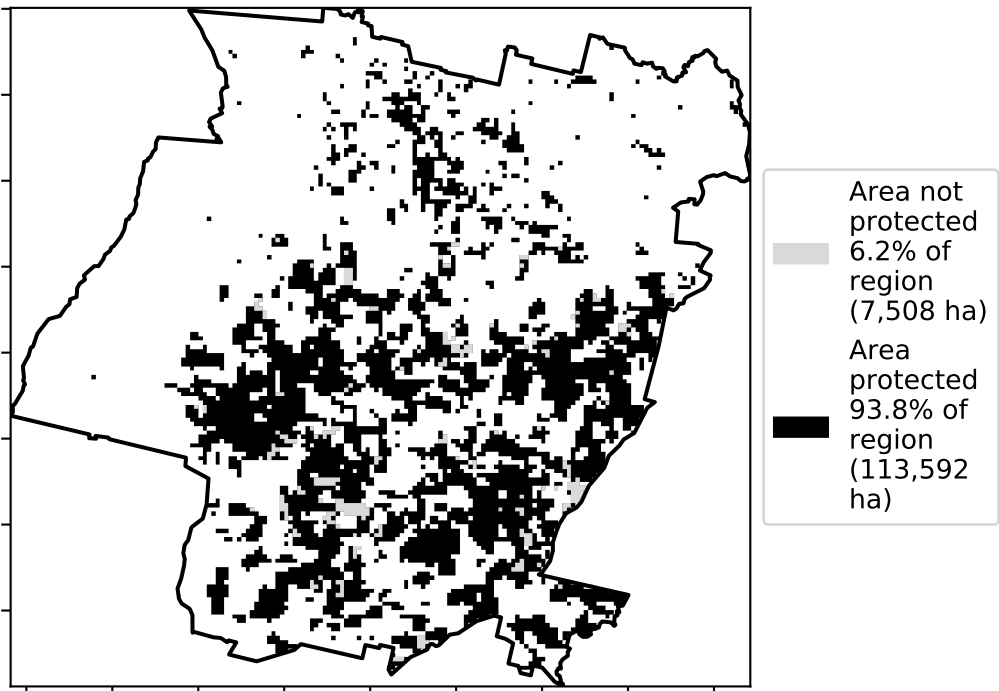 Area not
protected
6.2% of
region
(7,508 ha)
Area
protected
93.8% of
region
(113,592
ha)